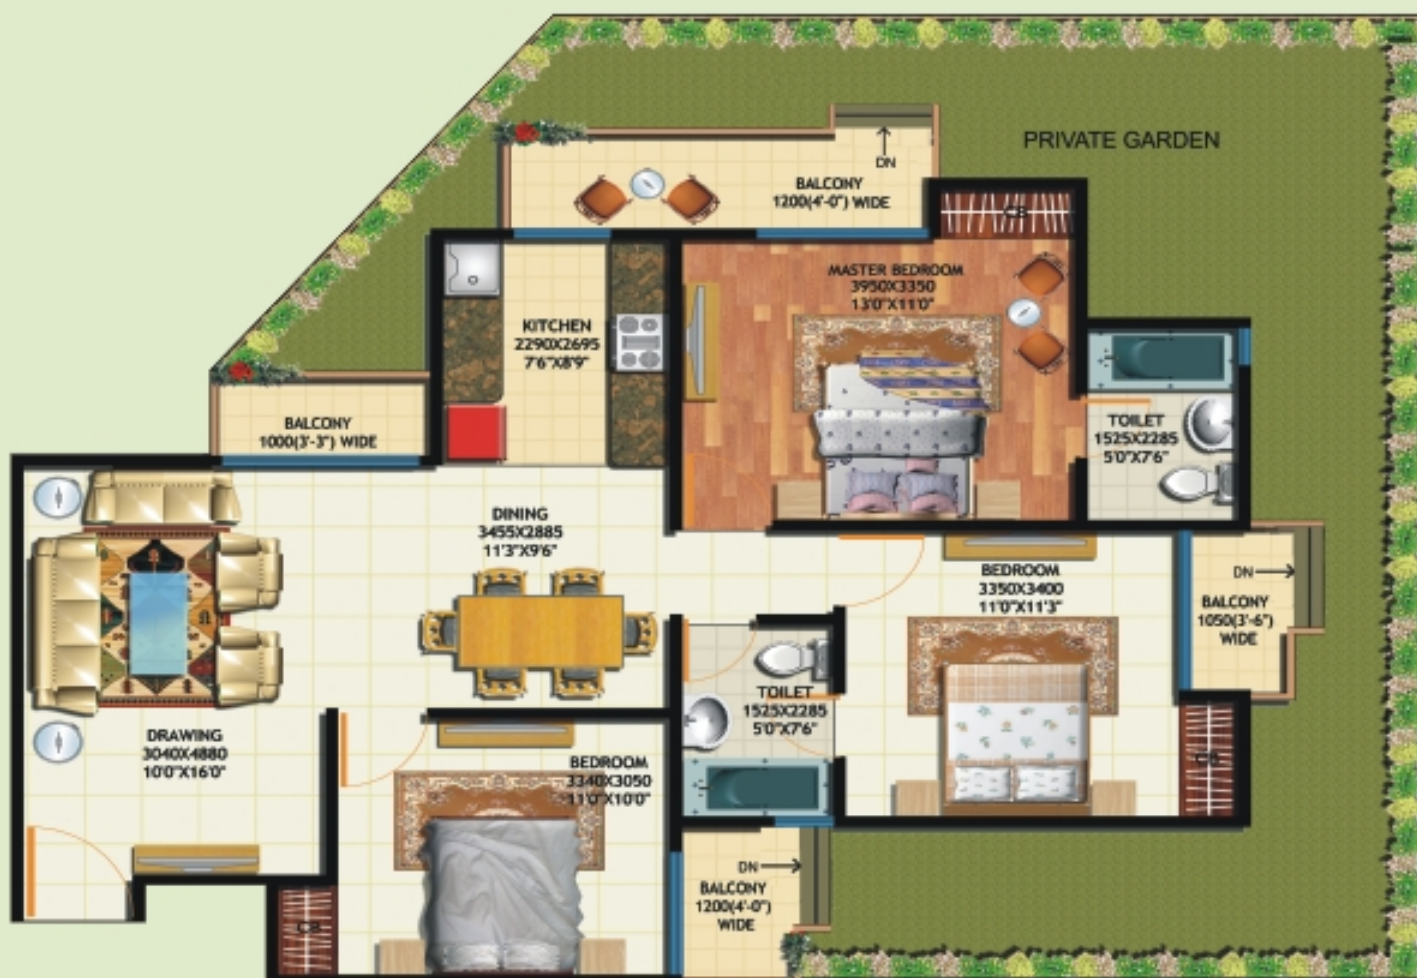 PRIVATE GARDEN
DN
BALCONY
1200(4'-0") WIDE
CB
MASTER BEDROOM
3950X3350
13'0"X11'0"
KITCHEN
2290X2695
7'6"X8'9"
BALCONY
1000(3'-3") WIDE
TOILET
1525X2285
5'0"X7'6"
DINING
3455X2885
11'3"X9'6"
BEDROOM
3350X3400
11'0"X11'3"
DN
BALCONY
1050(3'-6")
WIDE
TOILET
1525X2285
5'0"X7'6"
DRAWING
3040X4880
10'0"X16'0"
BEDROOM
3340X3050
11'0"X10'0"
CB
DN
BALCONY
1200(4'-0")
WIDE
CB